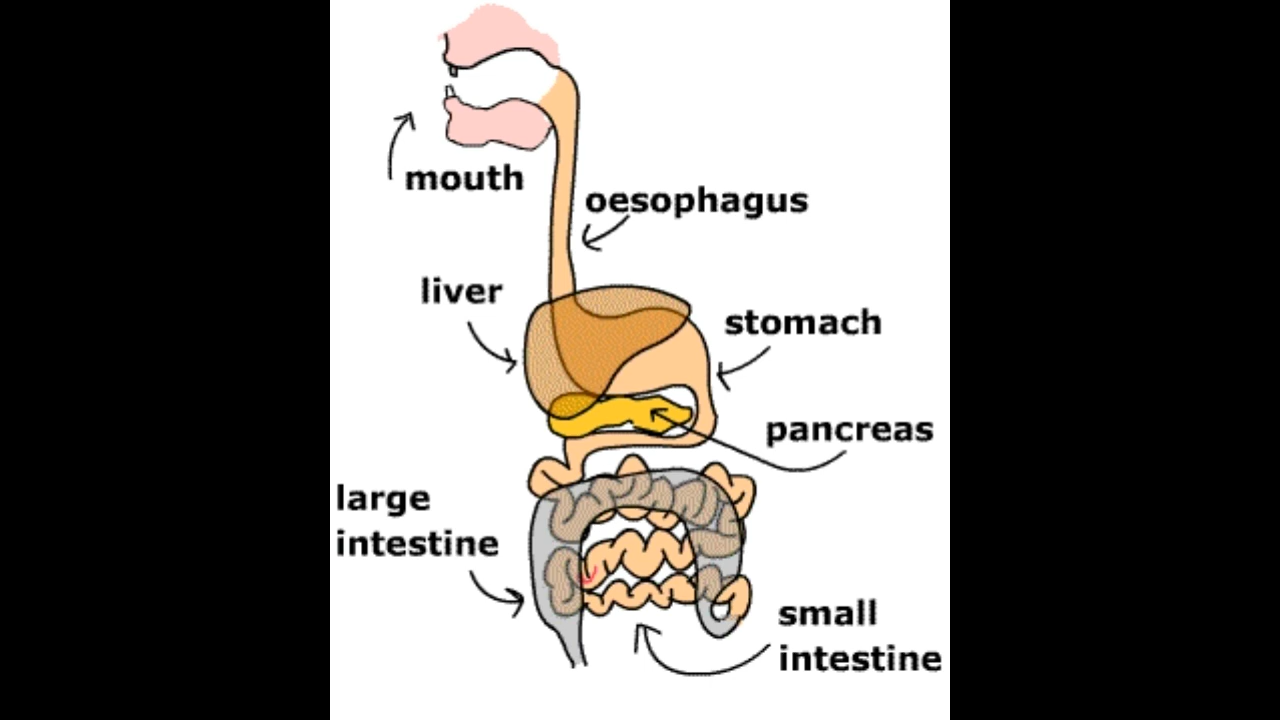 mouth
oesophagus
liver
stomach
pancreas
large
intestine
small
intestine